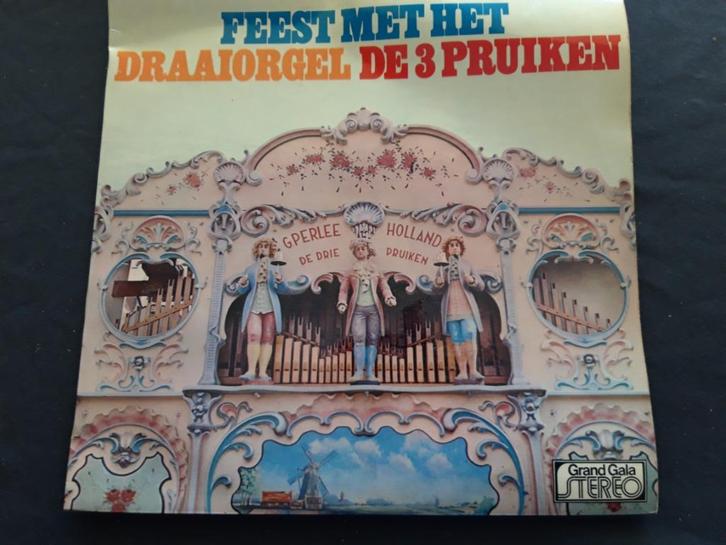 FEEST MET HET
DRAAIORGEL DE 3 PRUIKEN
G PERLEE HOLLAND
DE DRIE PRUIKEN
Grand Gala
STEREO